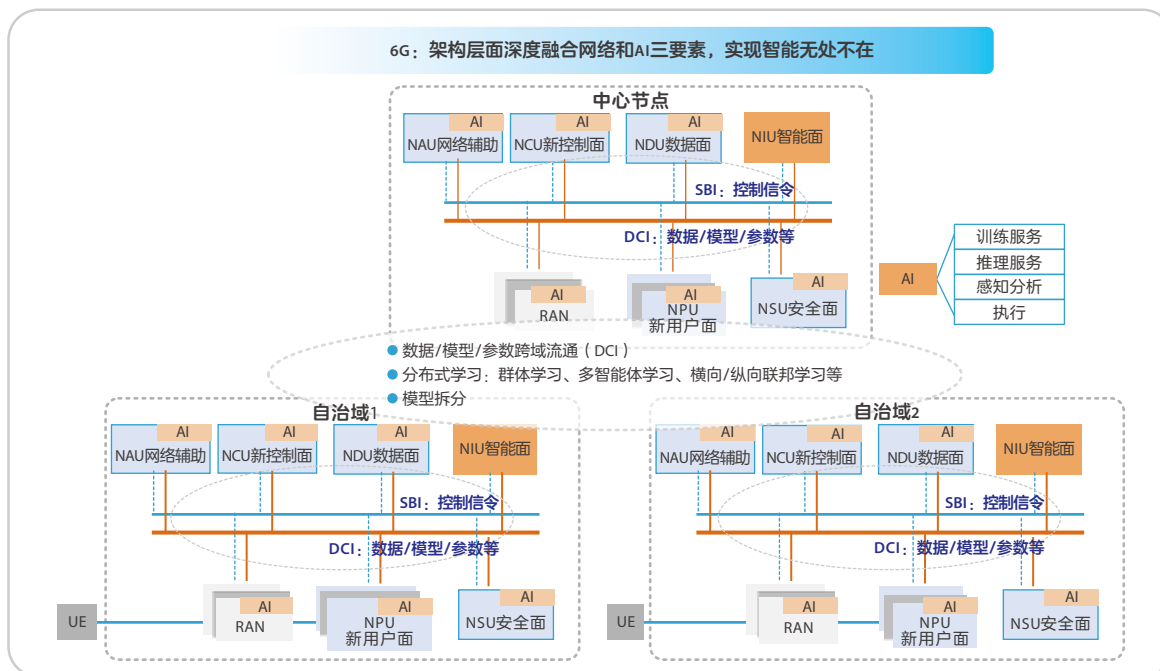 6G：架构层面深度融合网络和AI三要素，实现智能无处不在
中心节点
AI
AI
AI
NAU网络辅助
NCU新控制面
NDU数据面
NIU智能面
SBI：控制信令
DCI：数据/模型/参数等
AI
RAN
AI
NPU
新用户面
AI
NSU安全面
AI
训练服务
推理服务
感知分析
执行
数据/模型/参数跨域流通（DCI）
分布式学习：群体学习、多智能体学习、横向/纵向联邦学习等
模型拆分
自治域1
AI
AI
AI
NAU网络辅助
NCU新控制面
NDU数据面
NIU智能面
SBI：控制信令
DCI：数据/模型/参数等
UE
AI
RAN
AI
NPU
新用户面
AI
NSU安全面
自治域2
AI
AI
AI
NAU网络辅助
NCU新控制面
NDU数据面
NIU智能面
SBI：控制信令
DCI：数据/模型/参数等
UE
AI
RAN
AI
NPU
新用户面
AI
NSU安全面